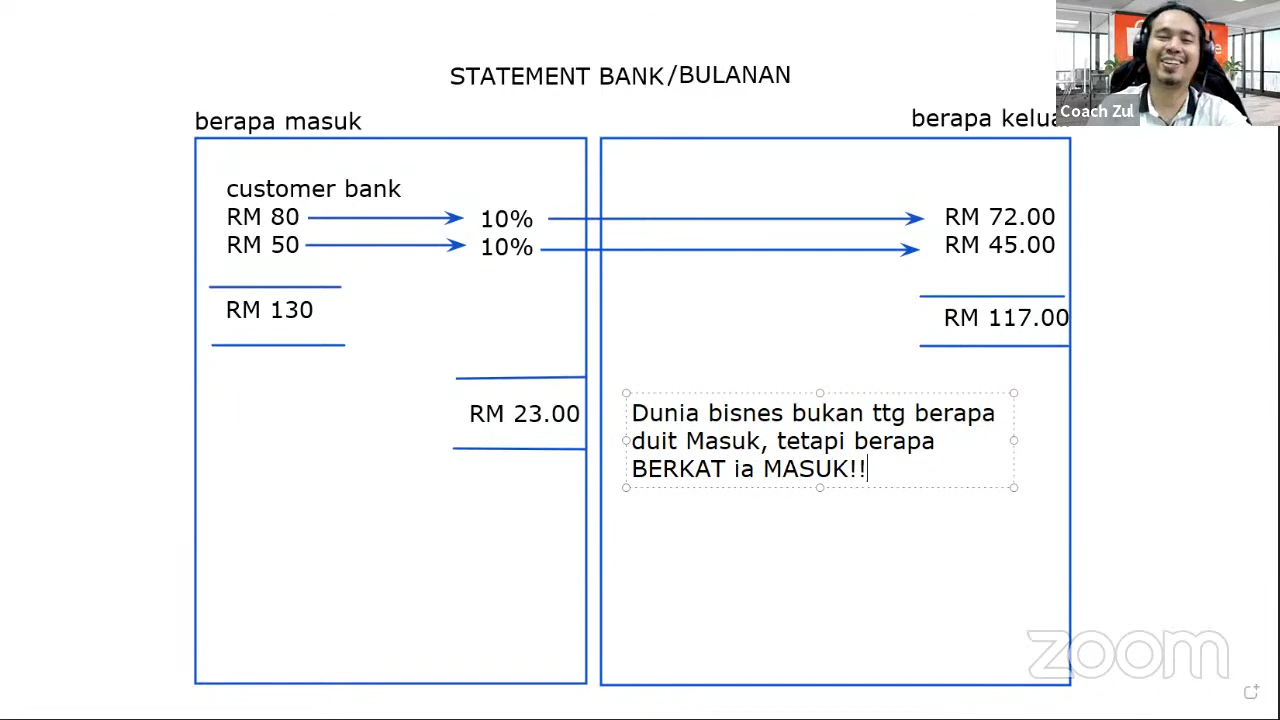 STATEMENT BANK/BULANAN
Coach Zul
berapa masuk
berapa kelua
customer bank
RM 80
10%
RM 72.00
RM 50
10%
RM 45.00
RM 130
RM 117.00
RM 23.00
Dunia bisnes bukan ttg berapa
duit Masuk, tetapi berapa
BERKAT ia MASUK!!
zoom